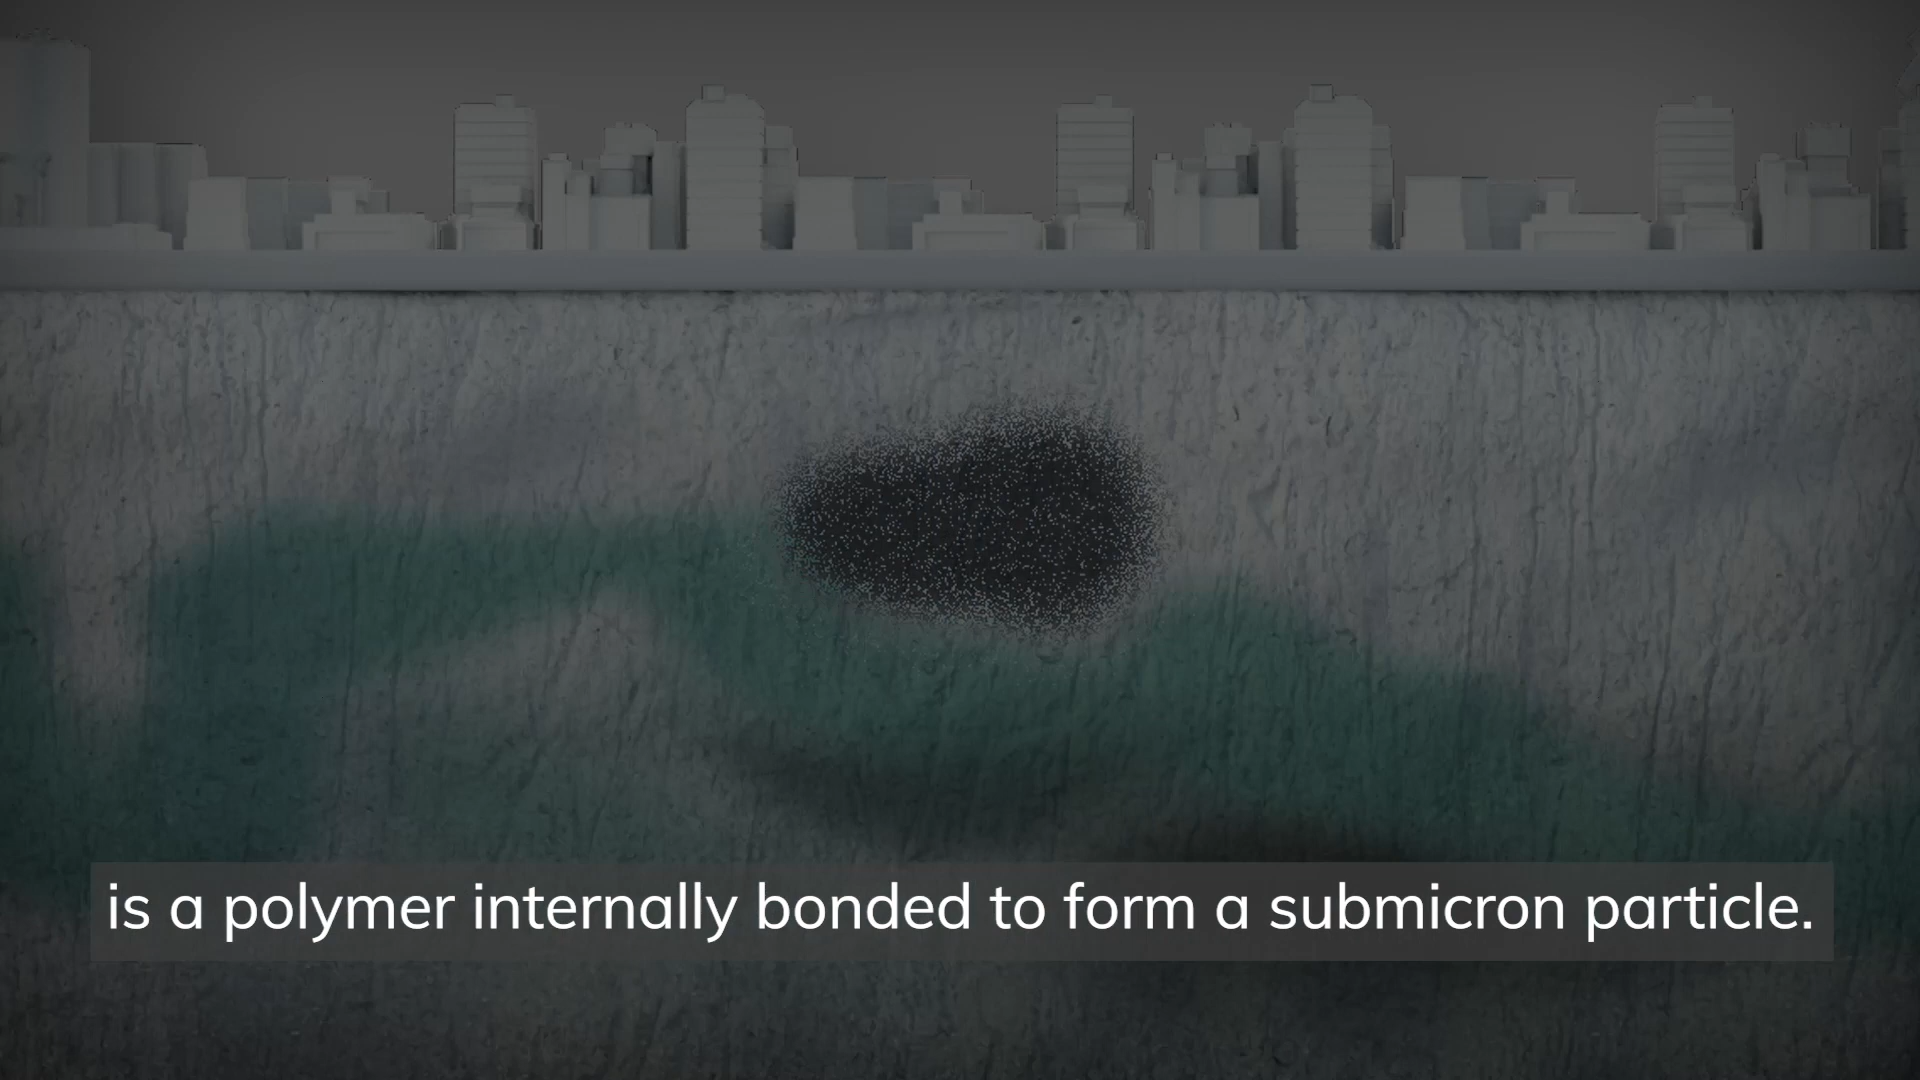 is a polymer internally bonded to form a submicron particle.